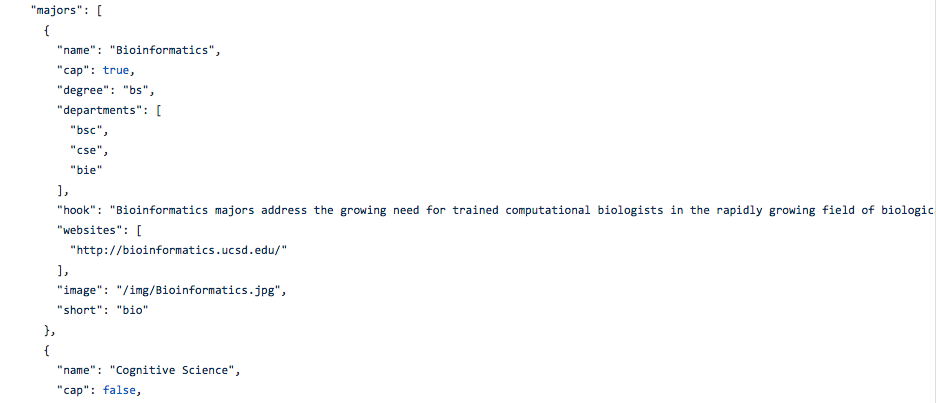 "majors": [
{
"name": "Bioinformatics",
"cap": true,
"degree": "bs",
"departments": [
"bsc",
"cse",
"bie"
],
"hook": "Bioinformatics majors address the growing need for trained computational biologists in the rapidly growing field of biologic
"websites": [
"http://bioinformatics.ucsd.edu/"
],
"image": "/img/Bioinformatics.jpg",
"short": "bio"
},
{
"name": "Cognitive Science",
"cap": false,